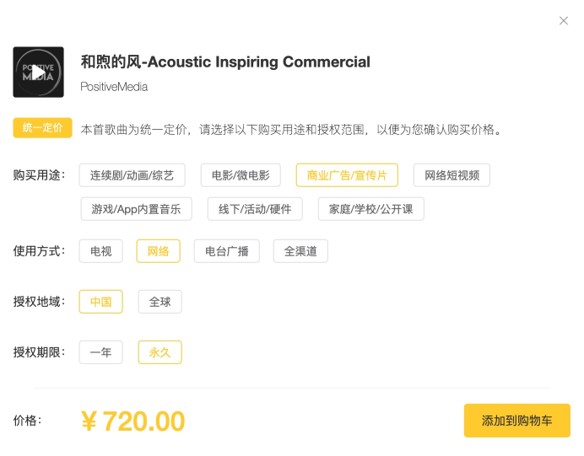 和煦的风-Acoustic Inspiring Commercial
POSITIVE
MEDIA
PositiveMedia
统一定价 本首歌曲为统一定价，请选择以下购买用途和授权范围，以便为您确认购买价格。
购买用途： 连续剧/动画/综艺 电影/微电影 商业广告/宣传片 网络短视频
游戏/App内置音乐 线下/活动/硬件 家庭/学校/公开课
使用方式： 电视 网络 电台广播 全渠道
授权地域： 中国 全球
授权期限： 一年 永久
价格： ¥720.00 添加到购物车